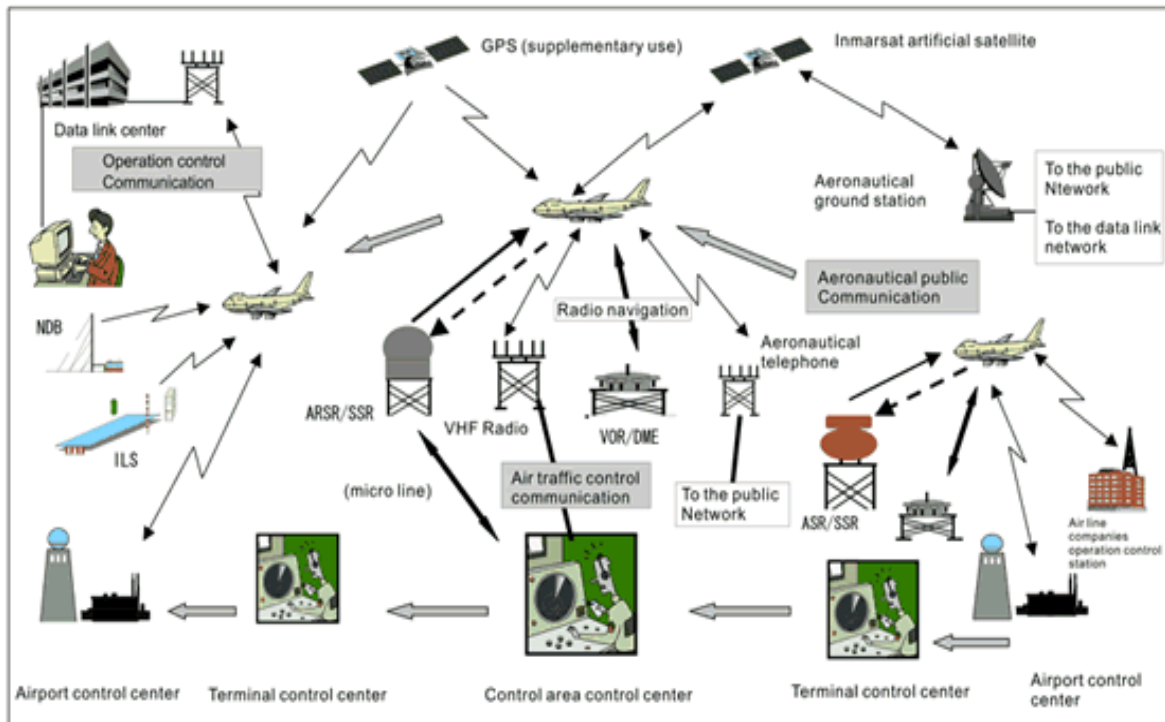 GPS (supplementary use)
Inmarsat artificial satellite
Data link center
Operation control
Communication
Aeronautical
ground station
To the public
Ntework
To the data link
network
Aeronautical public
Communication
NDB
Radio navigation
Aeronautical
telephone
ARSR/SSR
VHF Radio
VOR/DME
ILS
(micro line)
Air traffic control
communication
To the public
Network
ASR/SSR
Air line
companies
operation control
station
Airport control center
Terminal control center
Control area control center
Terminal control center
Airport control
center